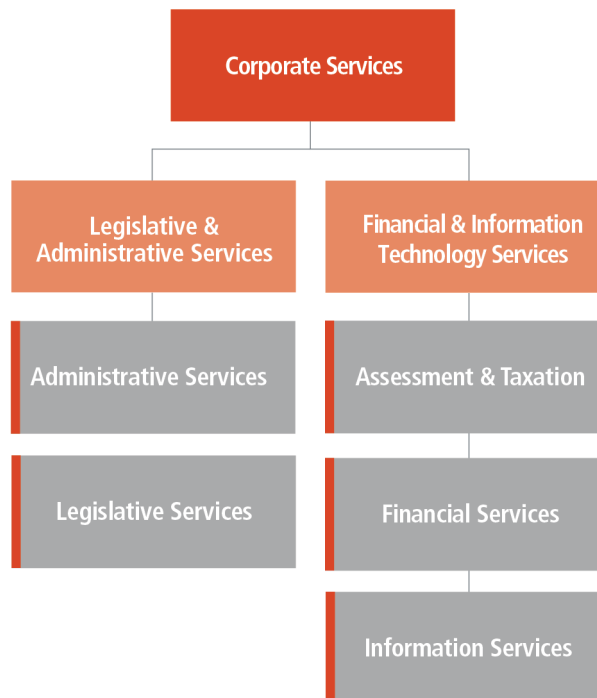 Corporate Services
Legislative &
Administrative Services
Financial & Information
Technology Services
Administrative Services
Assessment & Taxation
Legislative Services
Financial Services
Information Services